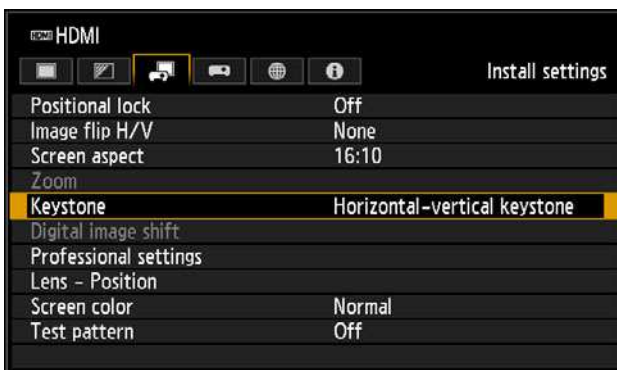 HDMI HDMI
Install settings
Positional lock Off
Image flip H/V None
Screen aspect 16:10
Zoom
Keystone Horizontal-vertical keystone
Digital image shift
Professional settings
Lens - Position
Screen color Normal
Test pattern Off